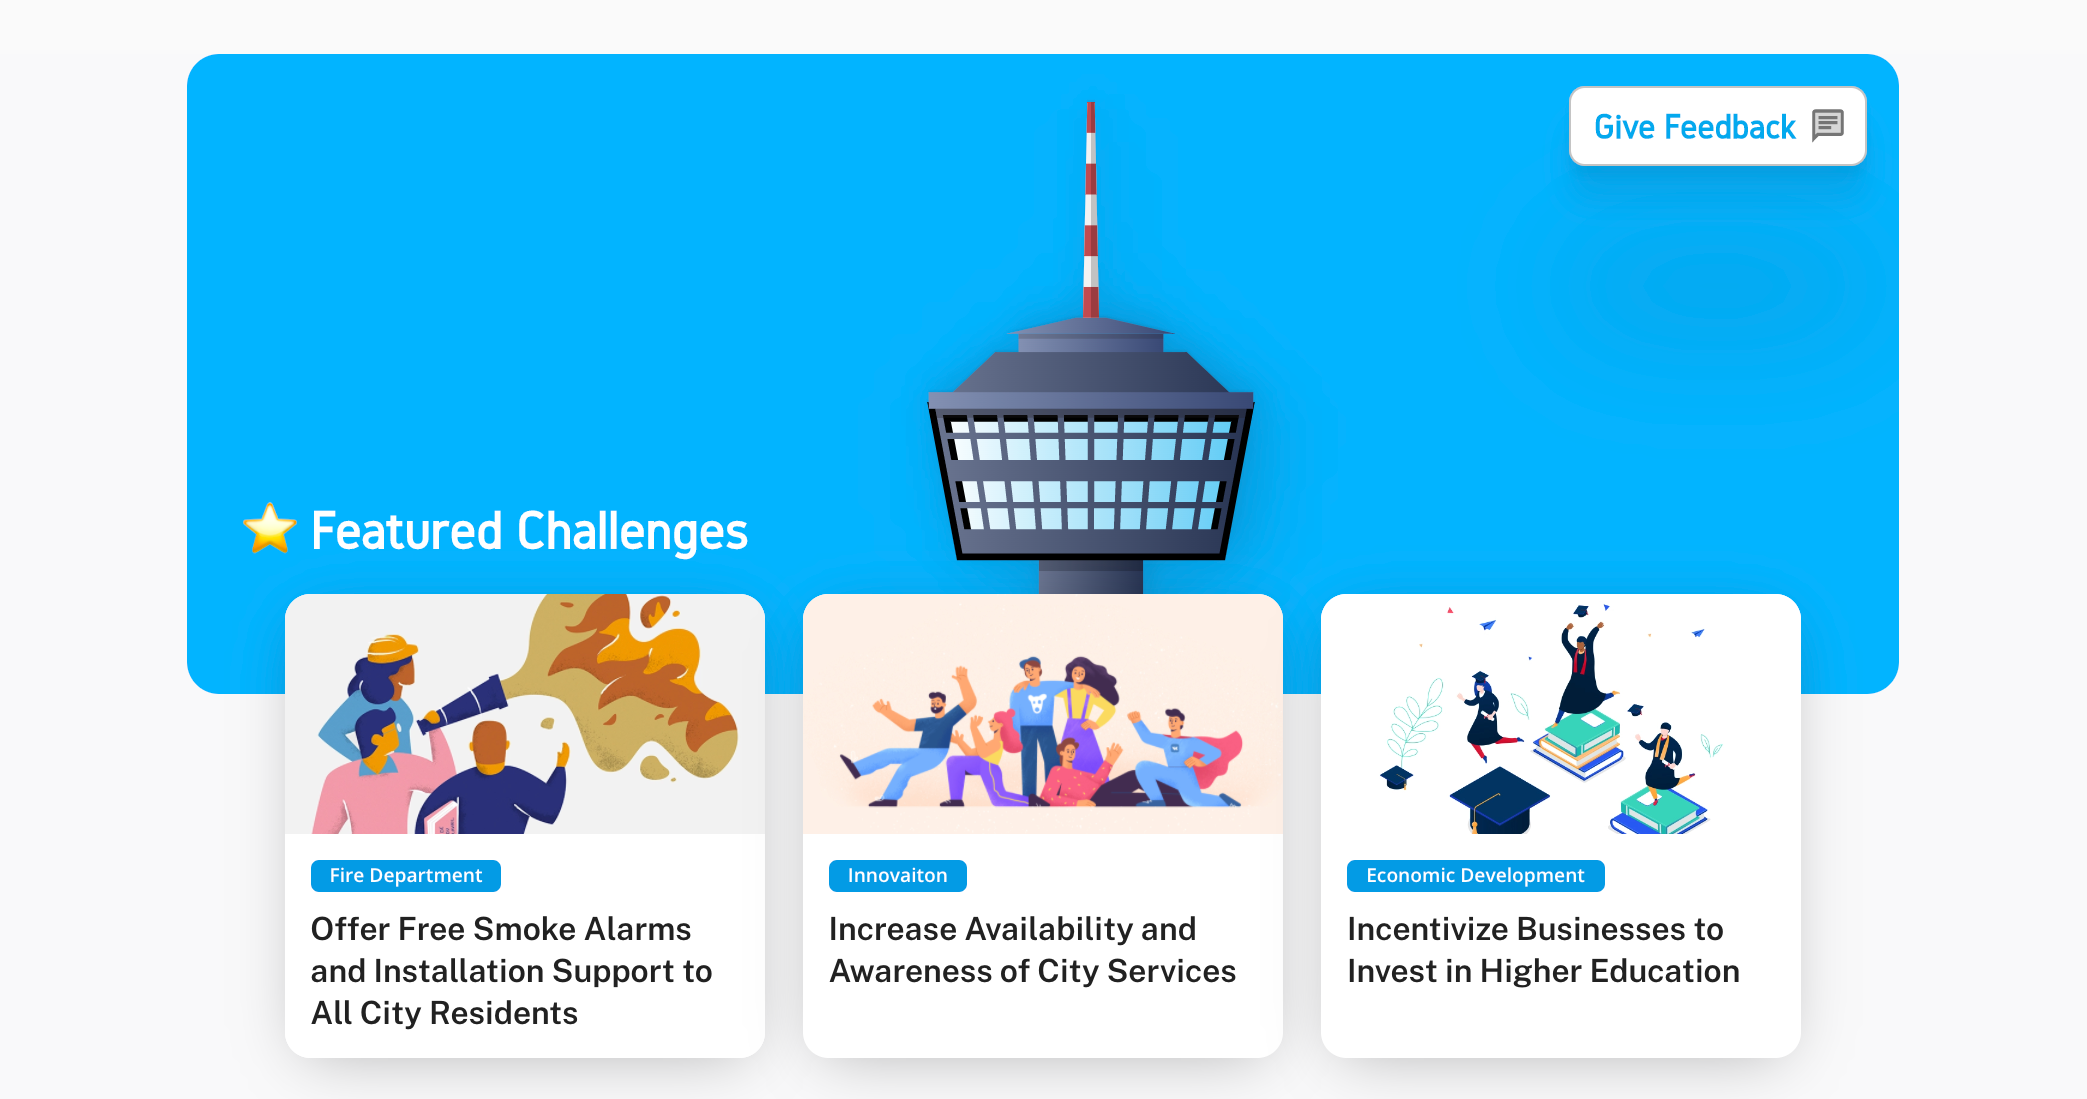 Give Feedback
Featured Challenges
Fire Department
Offer Free Smoke Alarms
and Installation Support to
All City Residents
Innovaiton
Increase Availability and
Awareness of City Services
Economic Development
Incentivize Businesses to
Invest in Higher Education